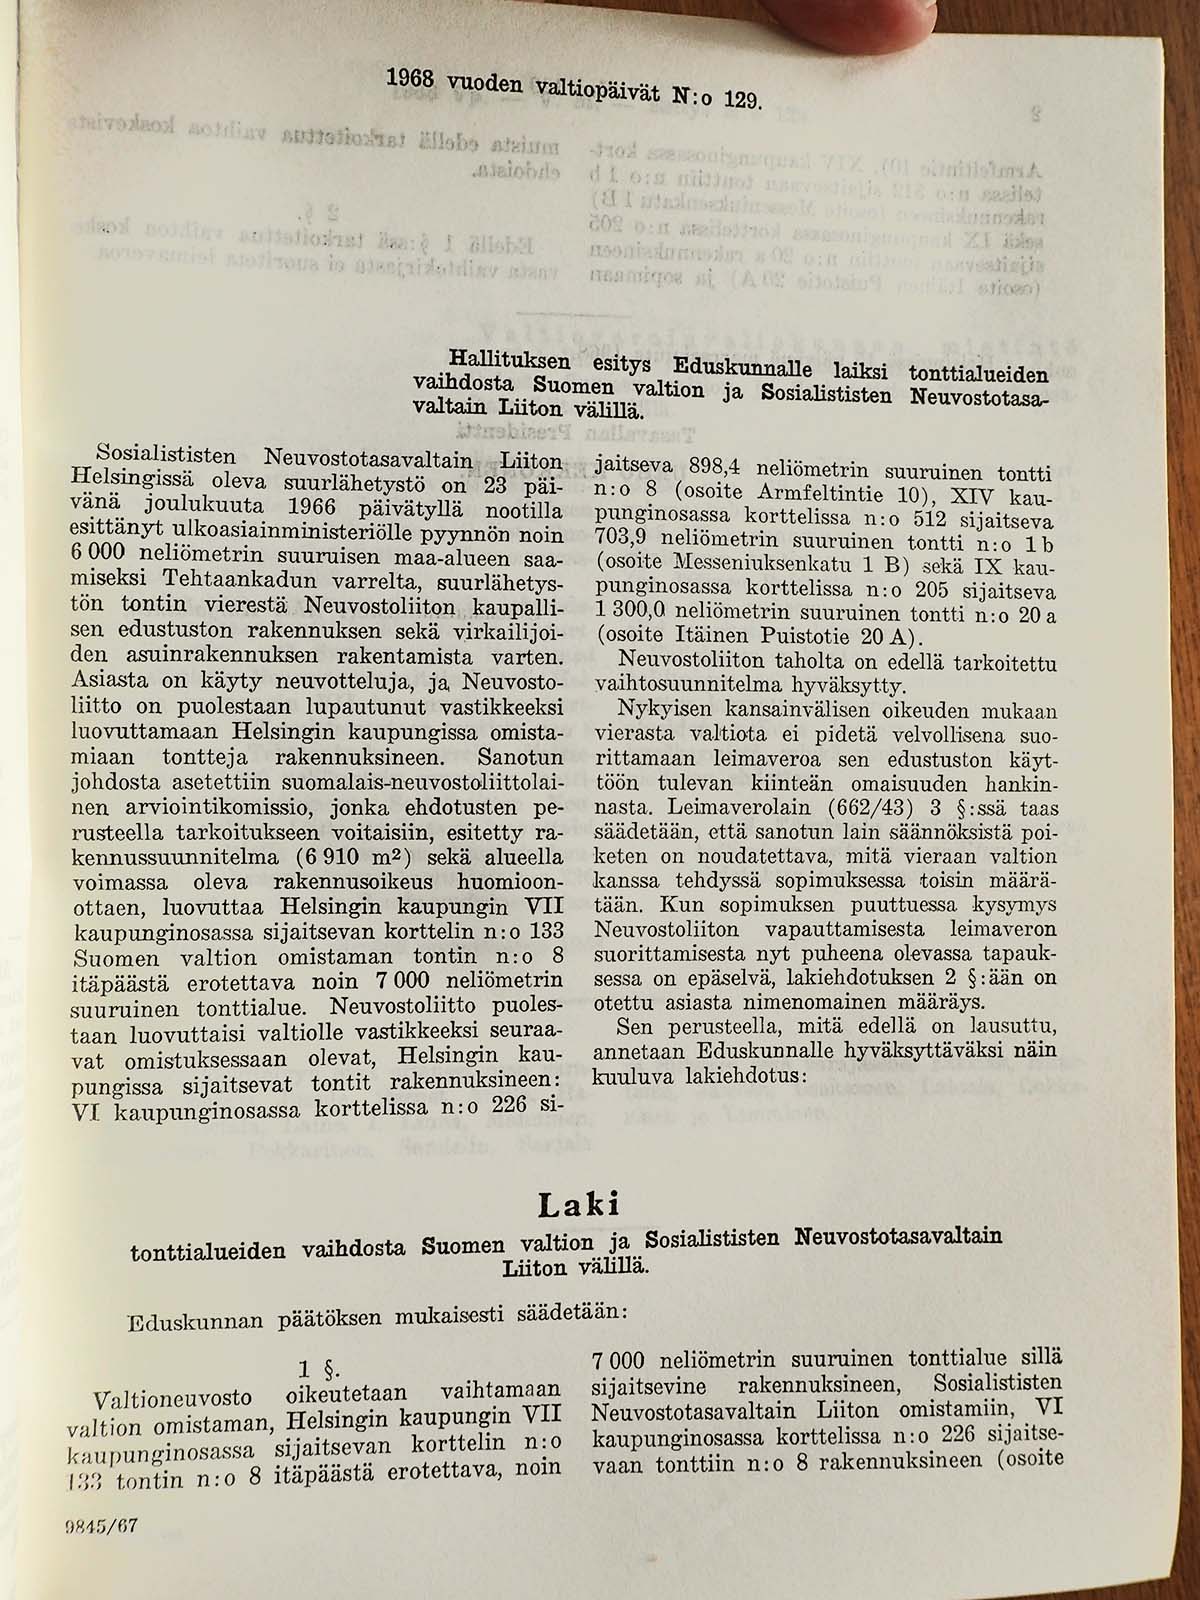 1968 vuoden valtiopäivät N:o 129.
Hallituksen esitys Eduskunnalle laiksi tonttialueiden
vaihdosta Suomen valtion ja Sosialististen Neuvostotasa-
valtain Liiton välillä.
Sosialististen Neuvostotasavaltain Liiton
Helsingissä oleva suurlähetystö on 23 päi-
vänä joulukuuta 1966 päivätyllä nootilla
esittänyt ulkoasiainministeriölle pyynnön noin
6 000 neliömetrin suuruisen maa-alueen saa-
miseksi Tehtaankadun varrelta, suurlähetys-
tön tontin vierestä Neuvostoliiton kaupalli-
sen edustuston rakennuksen sekä virkailijoi-
den asuinrakennuksen rakentamista varten.
Asiasta on käyty neuvotteluja, ja Neuvosto-
liitto on puolestaan lupautunut vastikkeeksi
luovuttamaan Helsingin kaupungissa omista-
miaan tontteja rakennuksineen. Sanotun
johdosta asetettiin suomalais-neuvostoliittolai-
nen arviointikomissio, jonka ehdotusten pe-
rusteella tarkoitukseen voitaisiin, esitetty ra-
kennussuunnitelma (6 910 m²) sekä alueella
voimassa oleva rakennusoikeus huomioon-
ottaen, luovuttaa Helsingin kaupungin VII
kaupunginosassa sijaitsevan korttelin n:o 133
Suomen valtion omistaman tontin n:o 8
itäpäästä erotettava noin 7 000 neliömetrin
suuruinen tonttialue. Neuvostoliitto puoles-
taan luovuttaisi valtiolle vastikkeeksi seuraa-
vat omistuksessaan olevat, Helsingin kau-
pungissa sijaitsevat tontit rakennuksineen:
VI kaupunginosassa korttelissa n:o 226 si-
jaitseva 898,4 neliömetrin suuruinen tontti
n:o 8 (osoite Armfeltintie 10), XIV kau-
punginosassa korttelissa n:o 512 sijaitseva
703,9 neliömetrin suuruinen tontti n:o 1 b
(osoite Messeniuksenkatu 1 B) sekä IX kau-
punginosassa korttelissa n:o 205 sijaitseva
1 300,0 neliömetrin suuruinen tontti n:o 20 a
(osoite Itäinen Puistotie 20 A).
Neuvostoliiton taholta on edellä tarkoitettu
vaihtosuunnitelma hyväksytty.
Nykyisen kansainvälisen oikeuden mukaan
vierasta valtiota ei pidetä velvollisena suo-
rittamaan leimaveroa sen edustuston käyt-
töön tulevan kiinteän omaisuuden hankin-
nasta. Leimaverolain (662/43) 3 §:ssä taas
säädetään, että sanotun lain säännöksistä poi-
keten on noudatettava, mitä vieraan valtion
kanssa tehdyssä sopimuksessa toisin määrä-
tään. Kun sopimuksen puuttuessa kysymys
Neuvostoliiton vapauttamisesta leimaveron
suorittamisesta nyt puheena olevassa tapauk-
sessa on epäselvä, lakiehdotuksen 2 §:ään on
otettu asiasta nimenomainen määräys.
Sen perusteella, mitä edellä on lausuttu,
annetaan Eduskunnalle hyväksyttäväksi näin
kuuluva lakiehdotus:
Laki
tonttialueiden vaihdosta Suomen valtion ja Sosialististen Neuvostotasavaltain
Liiton välillä.
Eduskunnan päätöksen mukaisesti säädetään:
1 §.
Valtioneuvosto oikeutetaan vaihtamaan
valtion omistaman, Helsingin kaupungin VII
kaupunginosassa sijaitsevan korttelin n:o
133 tontin n:o 8 itäpäästä erotettava, noin
7 000 neliömetrin suuruinen tonttialue sillä
sijaitsevine rakennuksineen, Sosialististen
Neuvostotasavaltain Liiton omistamiin, VI
kaupunginosassa korttelissa n:o 226 sijaitse-
vaan tonttiin n:o 8 rakennuksineen (osoite
9845/67